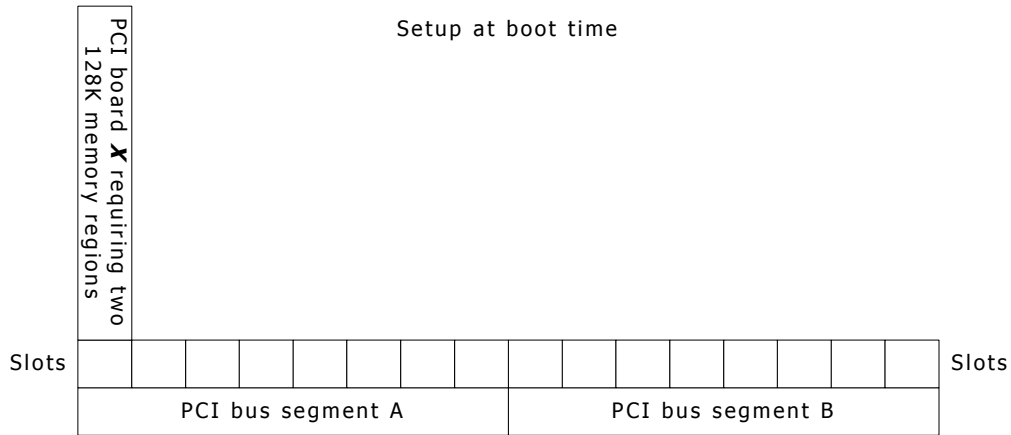 Setup at boot time
PCI board X requiring two
128K memory regions
Slots
Slots
PCI bus segment A
PCI bus segment B